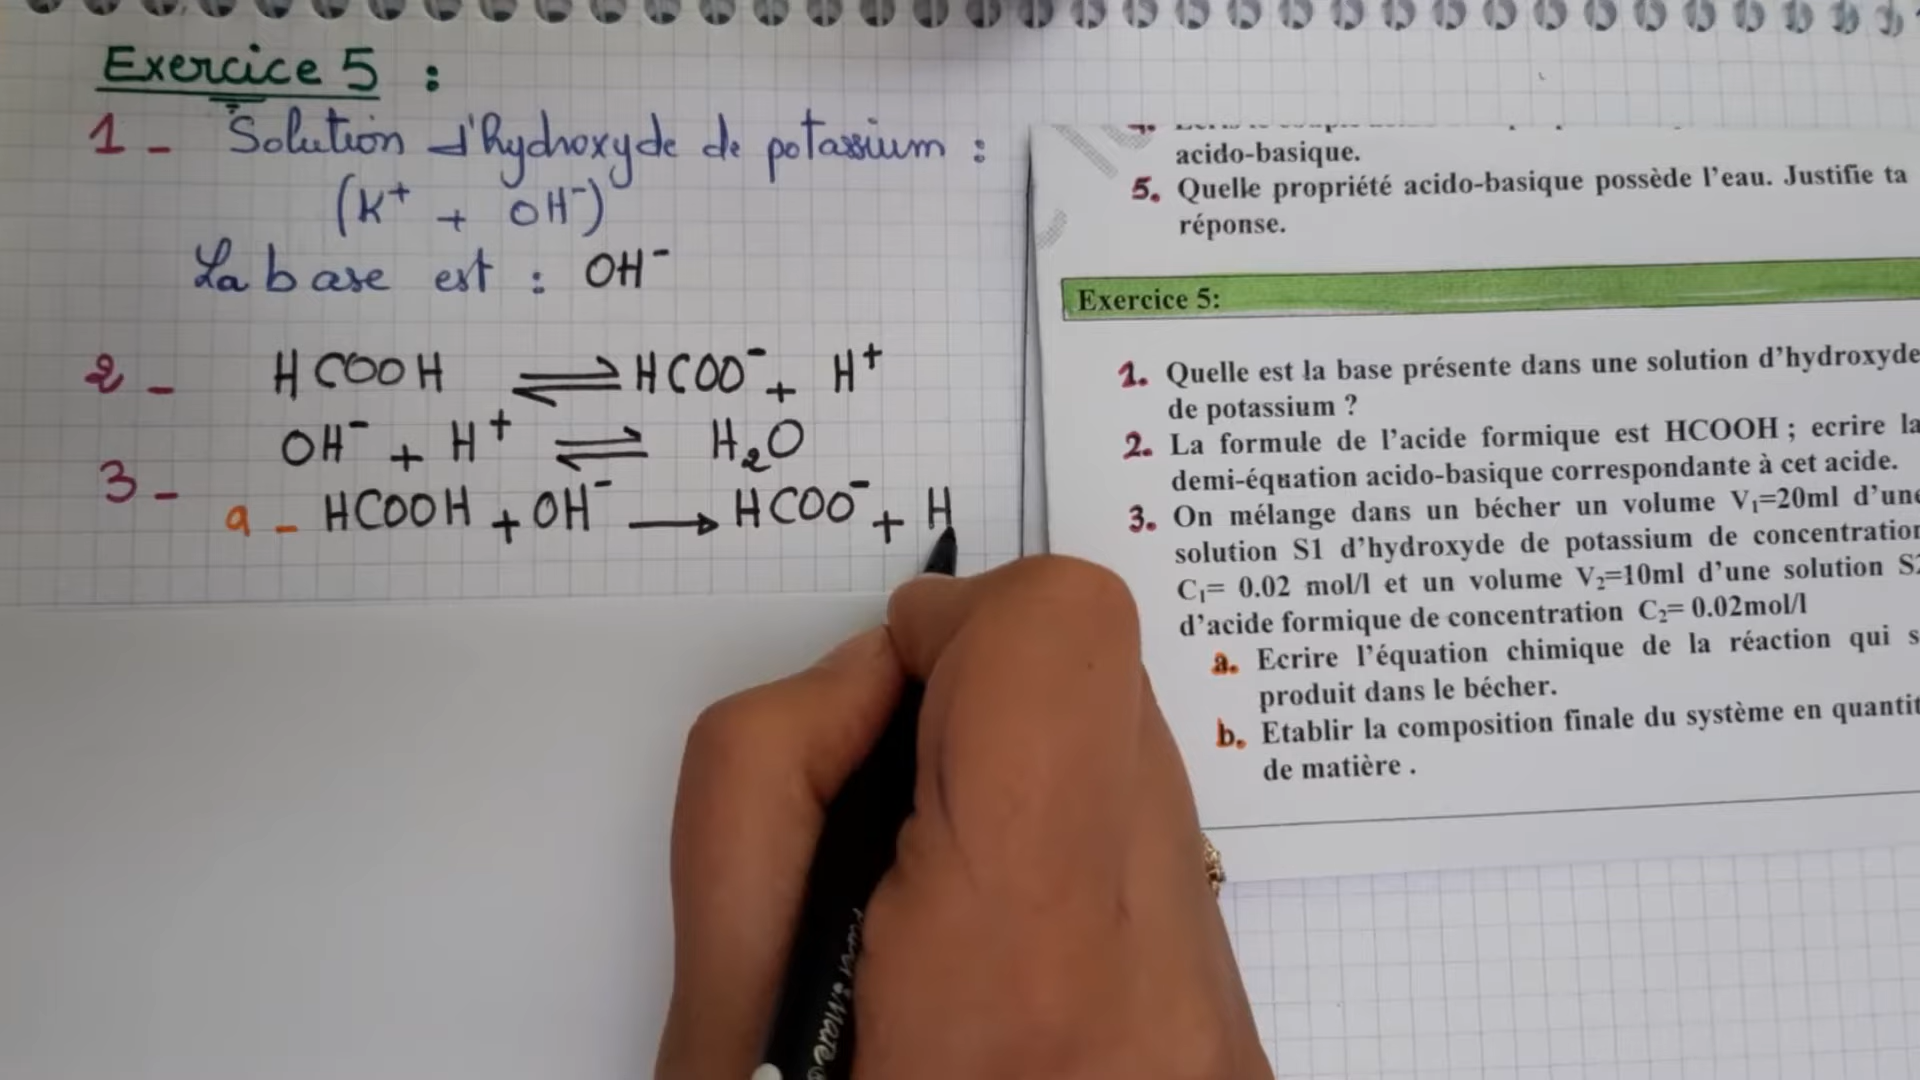 Exercice 5 :
1 - Solution d'hydroxyde de potassium :
(K⁺ + OH⁻)
La base est : OH⁻
2 - HCOOH ⇌ HCOO⁻ + H⁺
OH⁻ + H⁺ ⇌ H₂O
3 -
a - HCOOH + OH⁻ → HCOO⁻ + H
acido-basique.
5. Quelle propriété acido-basique possède l'eau. Justifie ta
réponse.
Exercice 5:
1. Quelle est la base présente dans une solution d'hydroxyde
de potassium ?
2. La formule de l'acide formique est HCOOH ; ecrire la
demi-équation acido-basique correspondante à cet acide.
3. On mélange dans un bécher un volume V₁=20ml d'une
solution S1 d'hydroxyde de potassium de concentration
C₁= 0.02 mol/l et un volume V₂=10ml d'une solution S2
d'acide formique de concentration C₂= 0.02mol/l
a. Ecrire l'équation chimique de la réaction qui s
produit dans le bécher.
b. Etablir la composition finale du système en quantit
de matière .